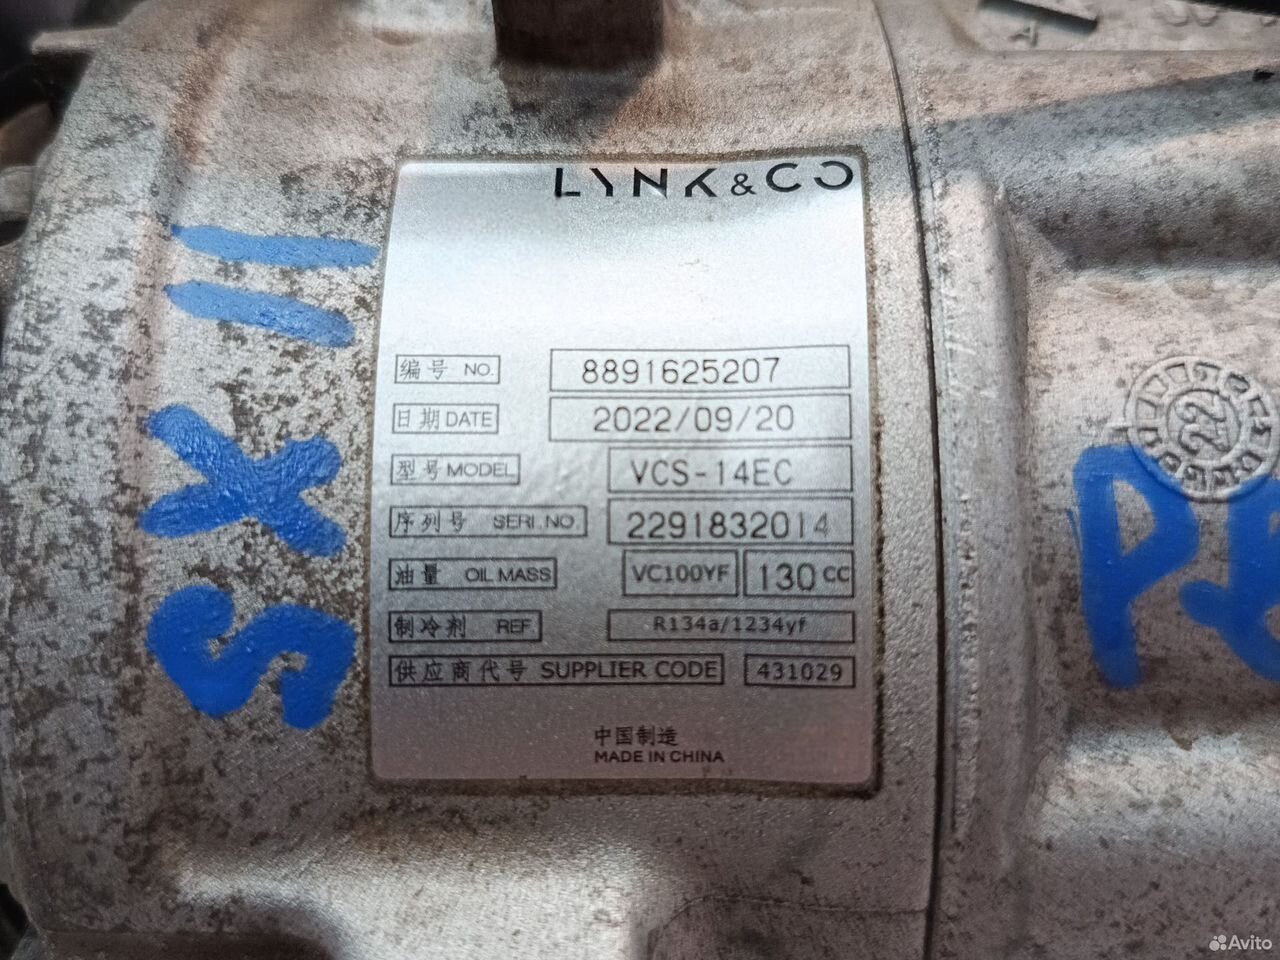 LYNK & CO
编号 NO. 8891625207
日期 DATE 2022/09/20
型号 MODEL VCS-14EC
序列号 SERI.NO. 2291832014
油量 OIL MASS VC100YF 130 CC
制冷剂 REF R134a/1234yf
供应商代号 SUPPLIER CODE 431029
中国制造
MADE IN CHINA
SX11
22
Avito